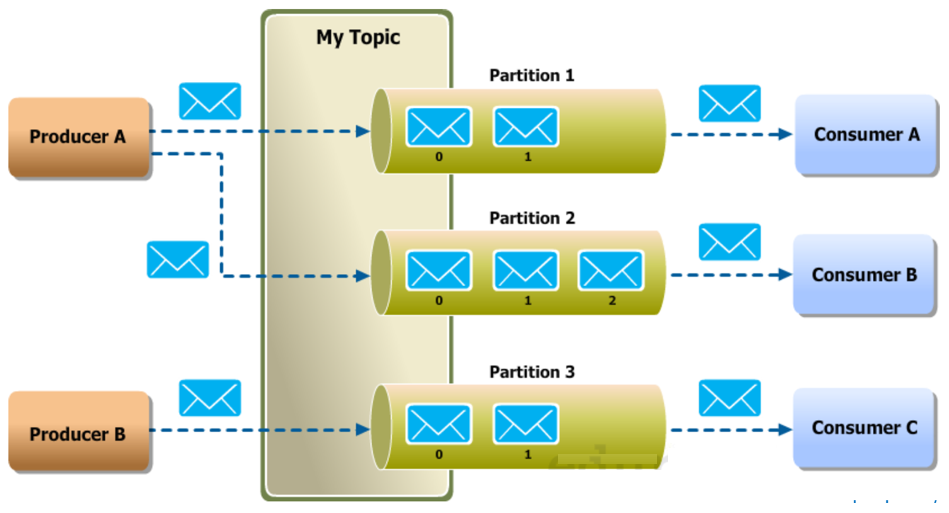 My Topic
Partition 1
Producer A
0
1
Consumer A
Partition 2
0
1
2
Consumer B
Partition 3
Producer B
0
1
Consumer C